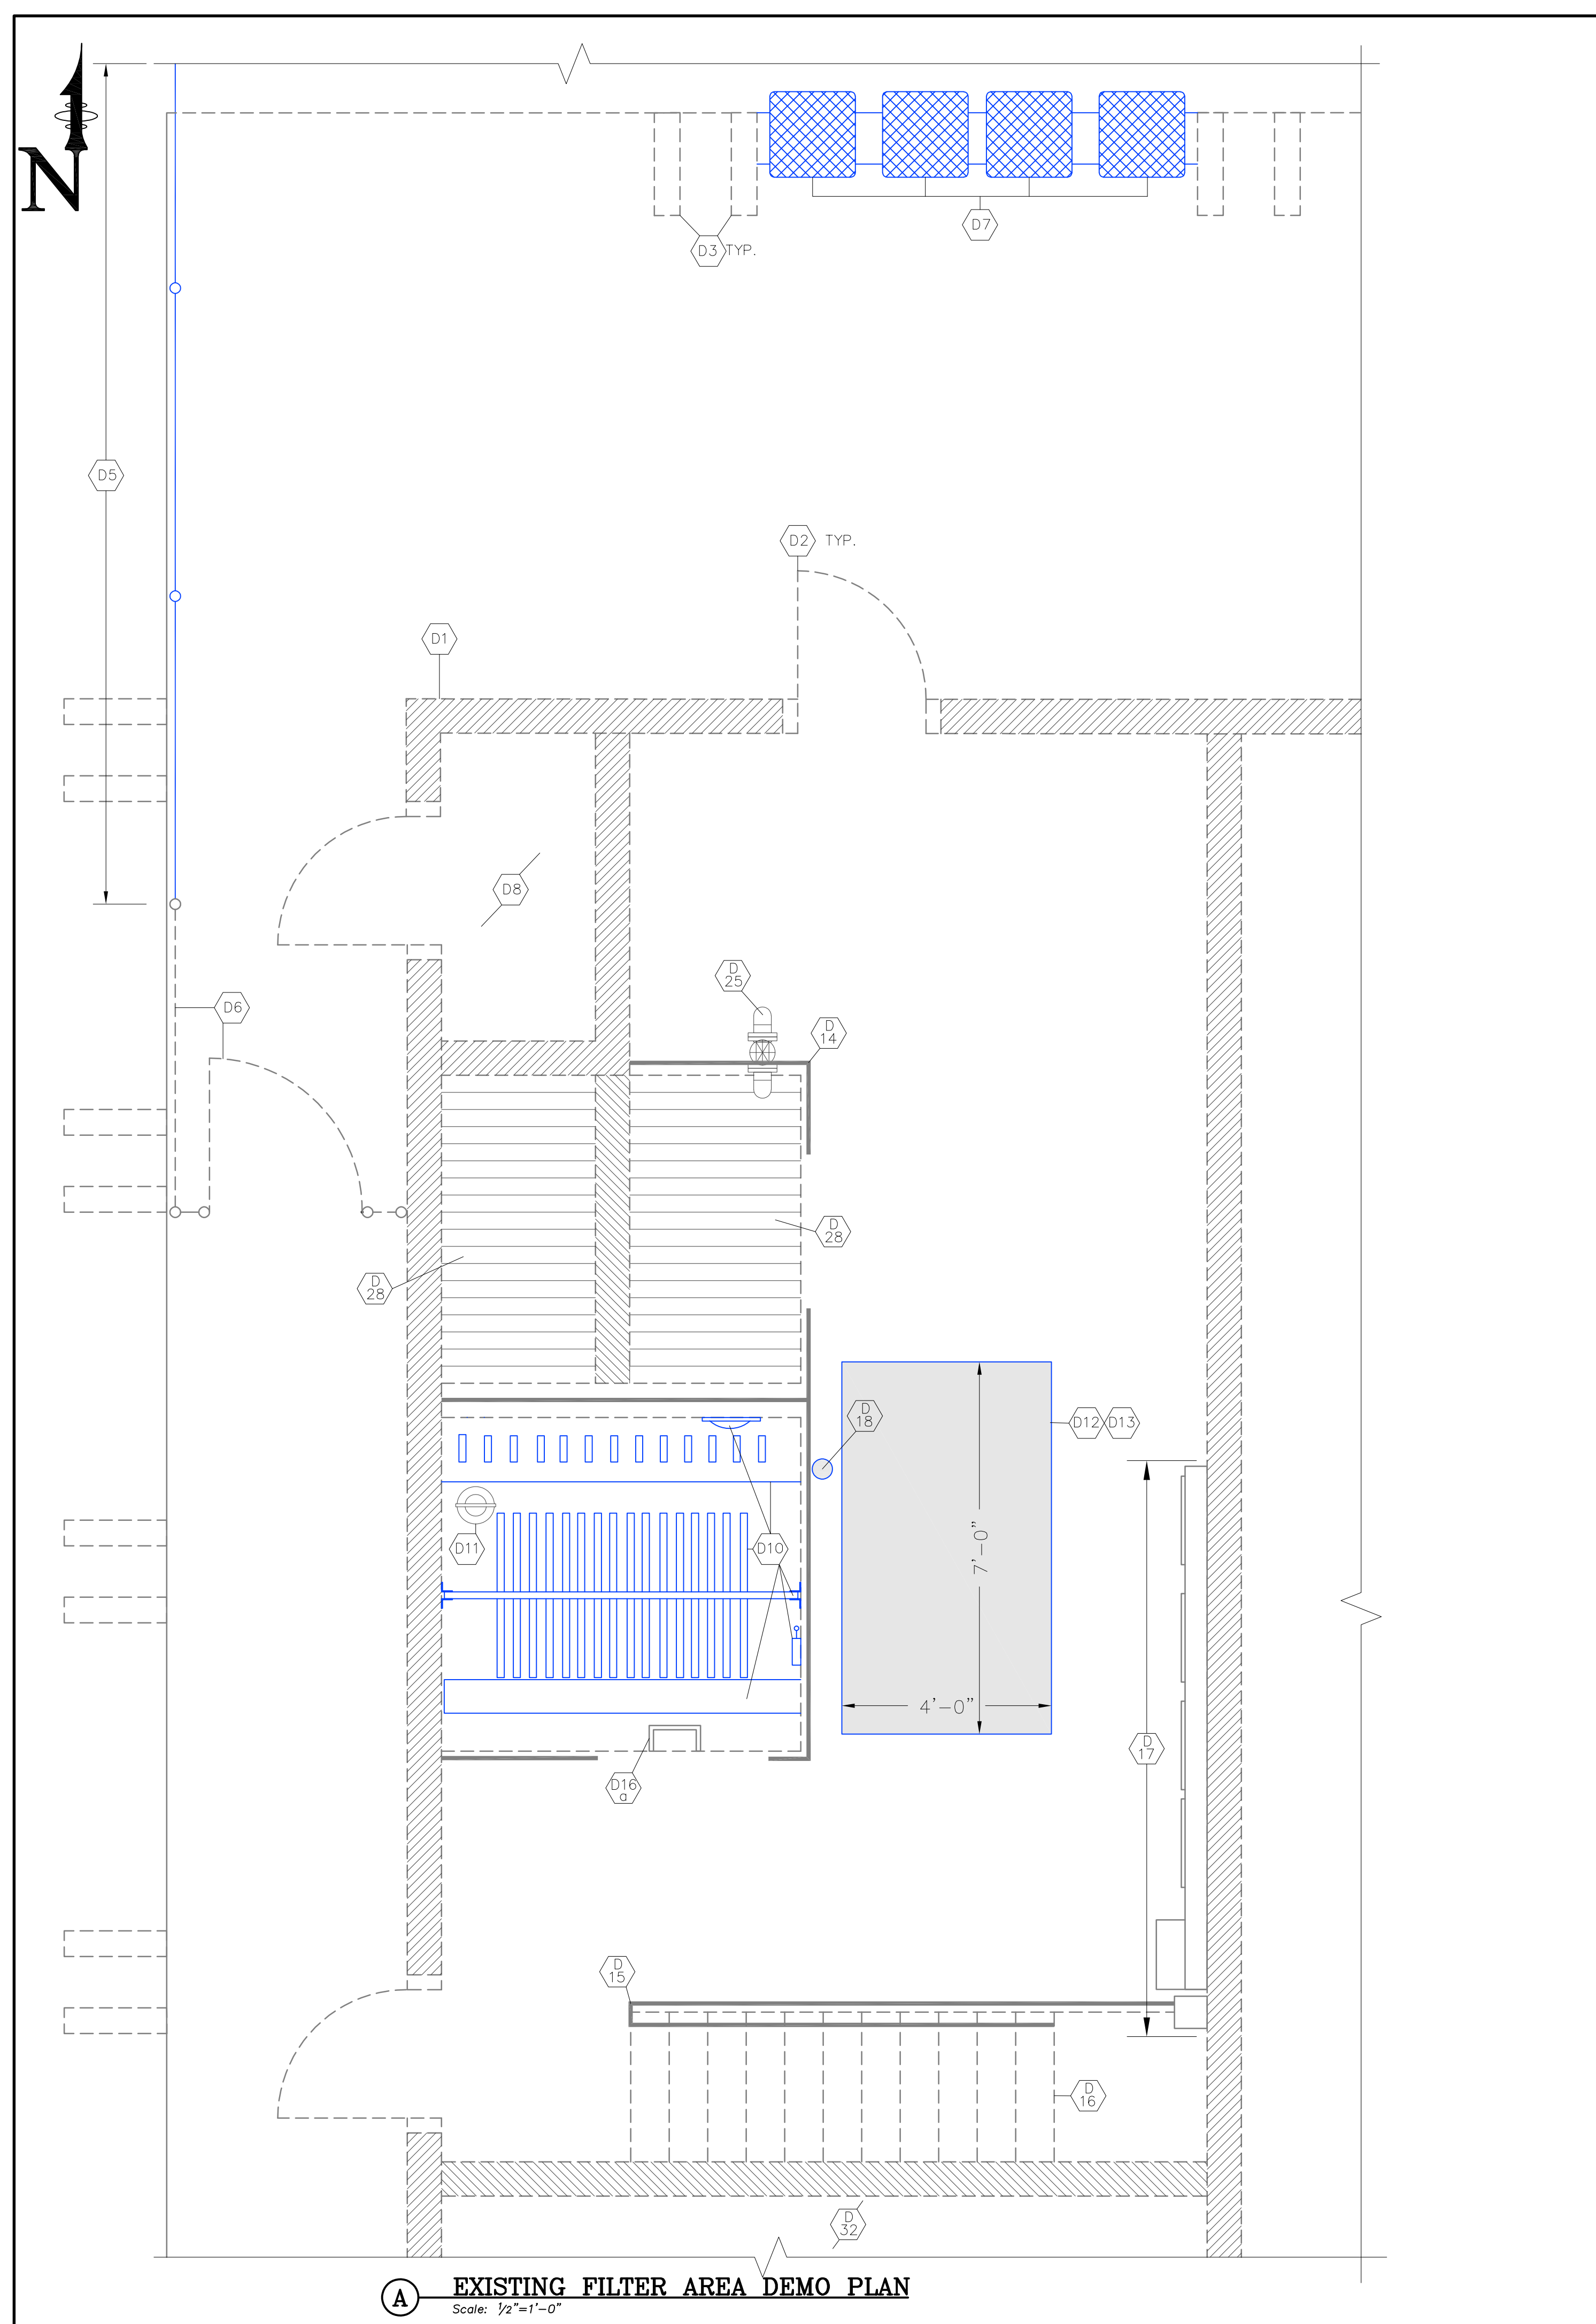 N
D7
D3 TYP.
D5
D2 TYP.
D1
D8
D
25
D6
D
14
D
28
D
28
D
18
D12 D13
D11
D10
7'-0"
4'-0"
D
17
D16
a
D
15
D
16
D
32
A EXISTING FILTER AREA DEMO PLAN
Scale: 1/2"=1'-0"